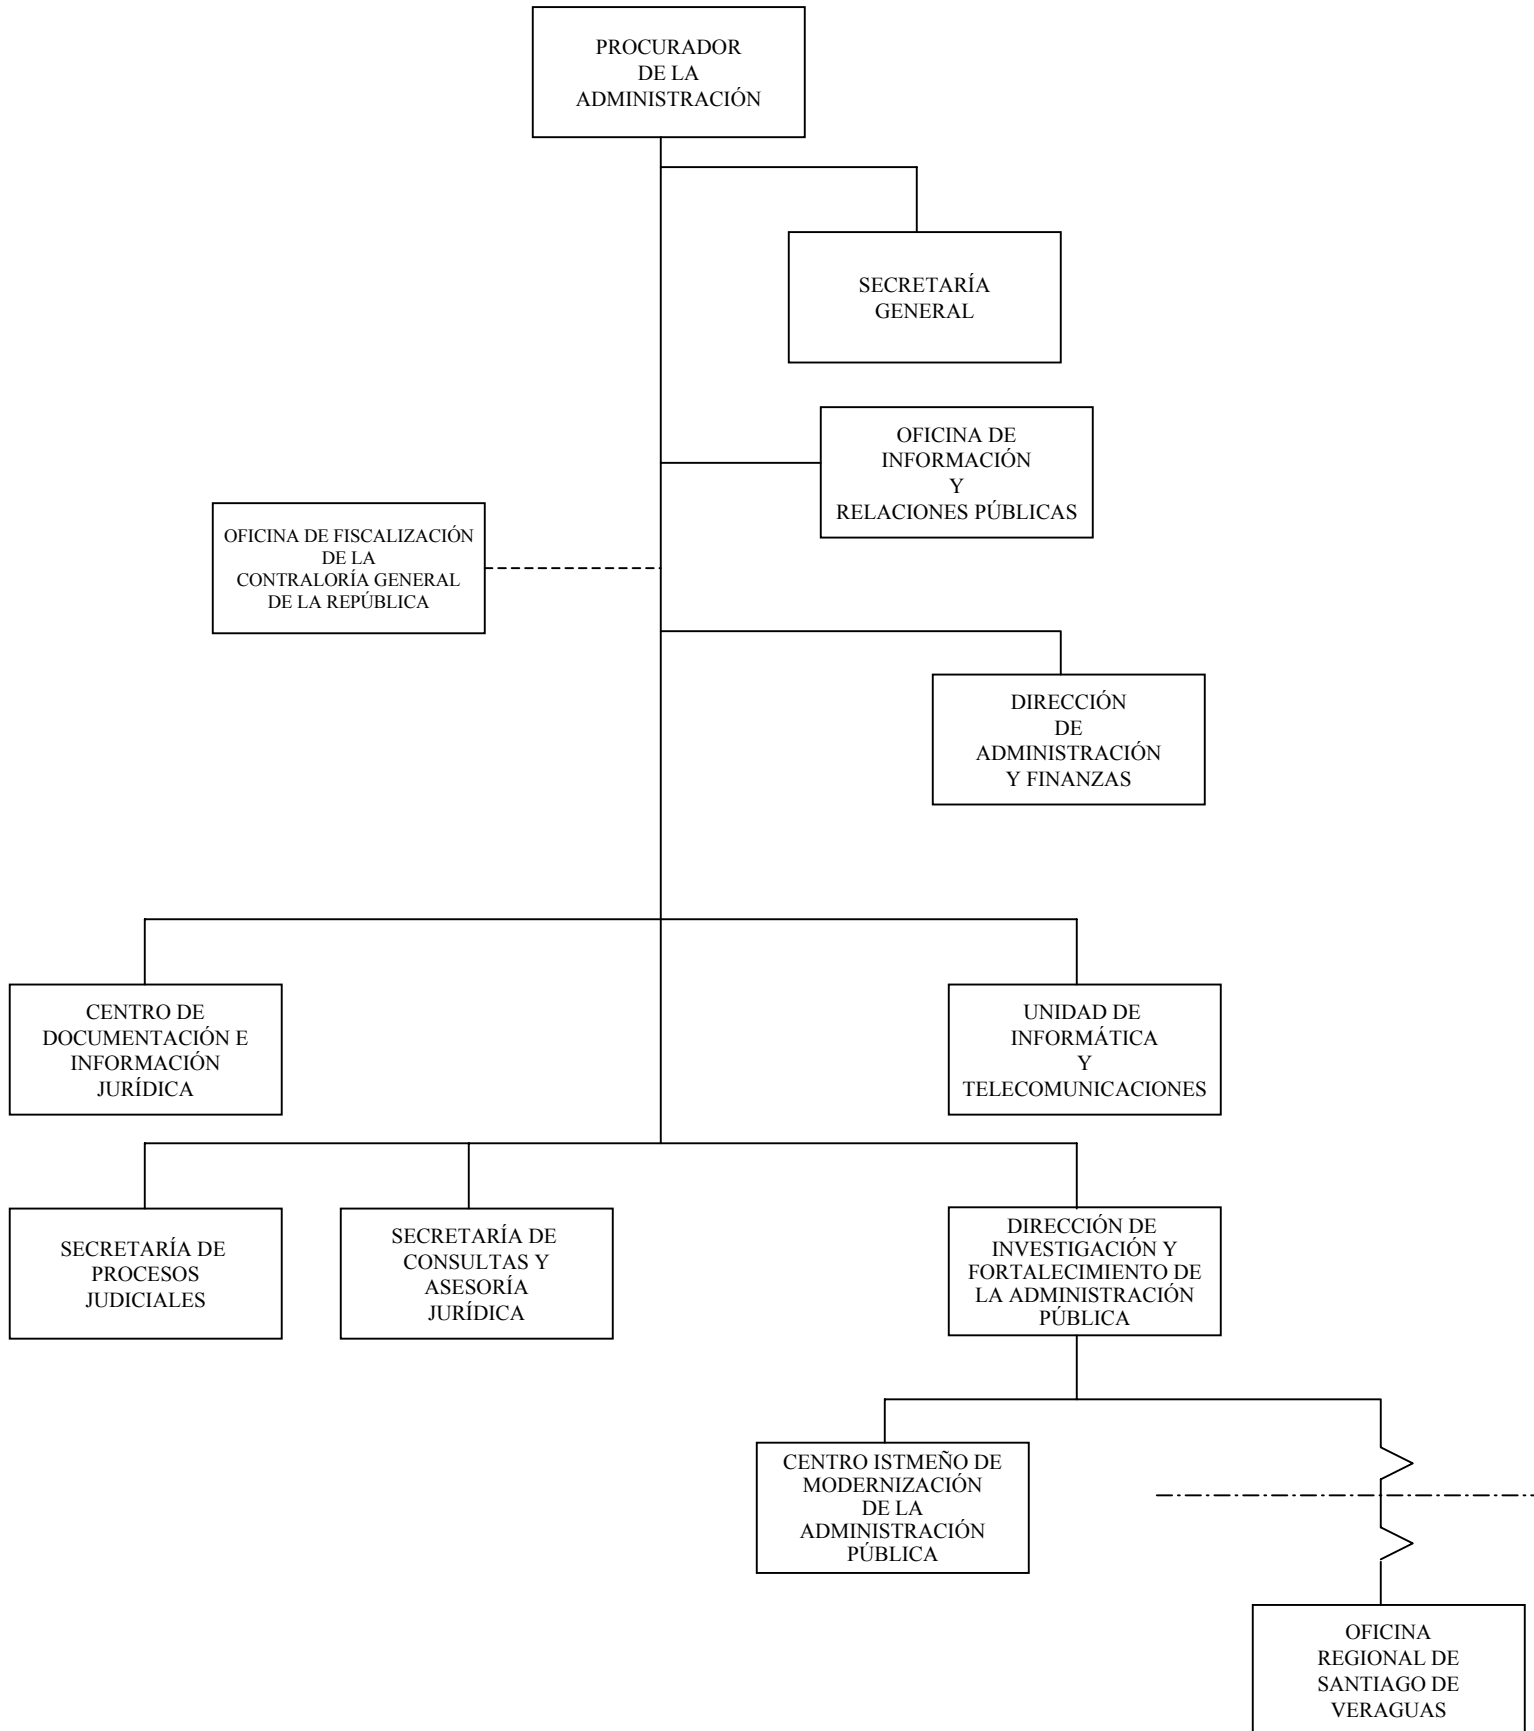 PROCURADOR
DE LA
ADMINISTRACIÓN
SECRETARÍA
GENERAL
OFICINA DE
INFORMACIÓN
Y
RELACIONES PÚBLICAS
OFICINA DE FISCALIZACIÓN
DE LA
CONTRALORÍA GENERAL
DE LA REPÚBLICA
DIRECCIÓN
DE
ADMINISTRACIÓN
Y FINANZAS
CENTRO DE
DOCUMENTACIÓN E
INFORMACIÓN
JURÍDICA
UNIDAD DE
INFORMÁTICA
Y
TELECOMUNICACIONES
SECRETARÍA DE
PROCESOS
JUDICIALES
SECRETARÍA DE
CONSULTAS Y
ASESORÍA
JURÍDICA
DIRECCIÓN DE
INVESTIGACIÓN Y
FORTALECIMIENTO DE
LA ADMINISTRACIÓN
PÚBLICA
CENTRO ISTMEÑO DE
MODERNIZACIÓN
DE LA
ADMINISTRACIÓN
PÚBLICA
OFICINA
REGIONAL DE
SANTIAGO DE
VERAGUAS